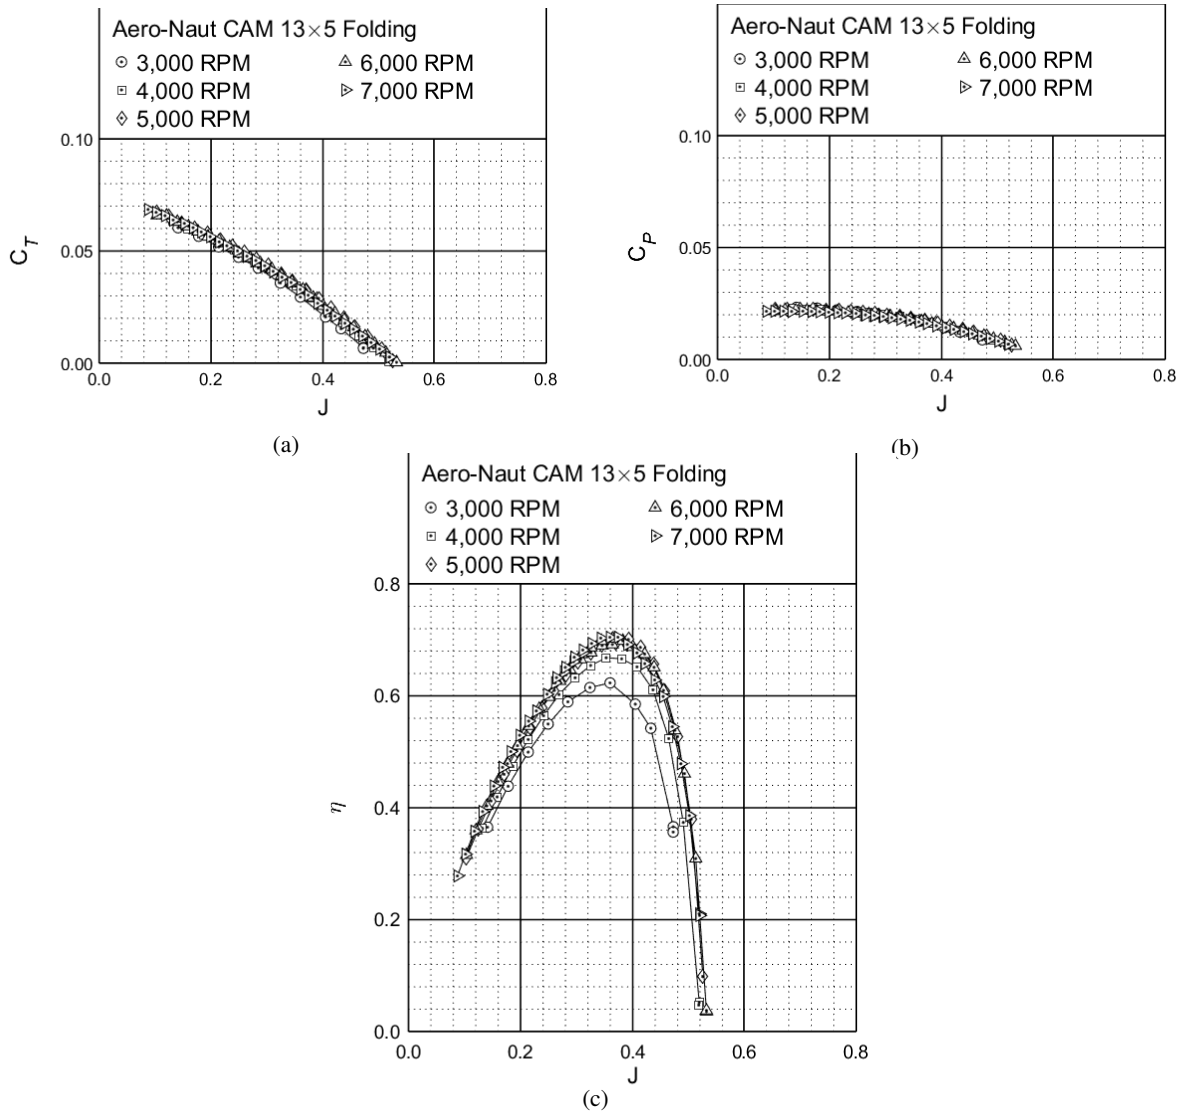 Aero-Naut CAM 13×5 Folding
3,000 RPM
4,000 RPM
5,000 RPM
6,000 RPM
7,000 RPM
0.10
0.05
0.00
C_T
0.0 0.2 0.4 0.6 0.8
J
(a)
Aero-Naut CAM 13×5 Folding
3,000 RPM
4,000 RPM
5,000 RPM
6,000 RPM
7,000 RPM
0.10
0.05
0.00
C_P
0.0 0.2 0.4 0.6 0.8
J
(b)
Aero-Naut CAM 13×5 Folding
3,000 RPM
4,000 RPM
5,000 RPM
6,000 RPM
7,000 RPM
0.8
0.6
0.4
0.2
0.0
η
0.0 0.2 0.4 0.6 0.8
J
(c)